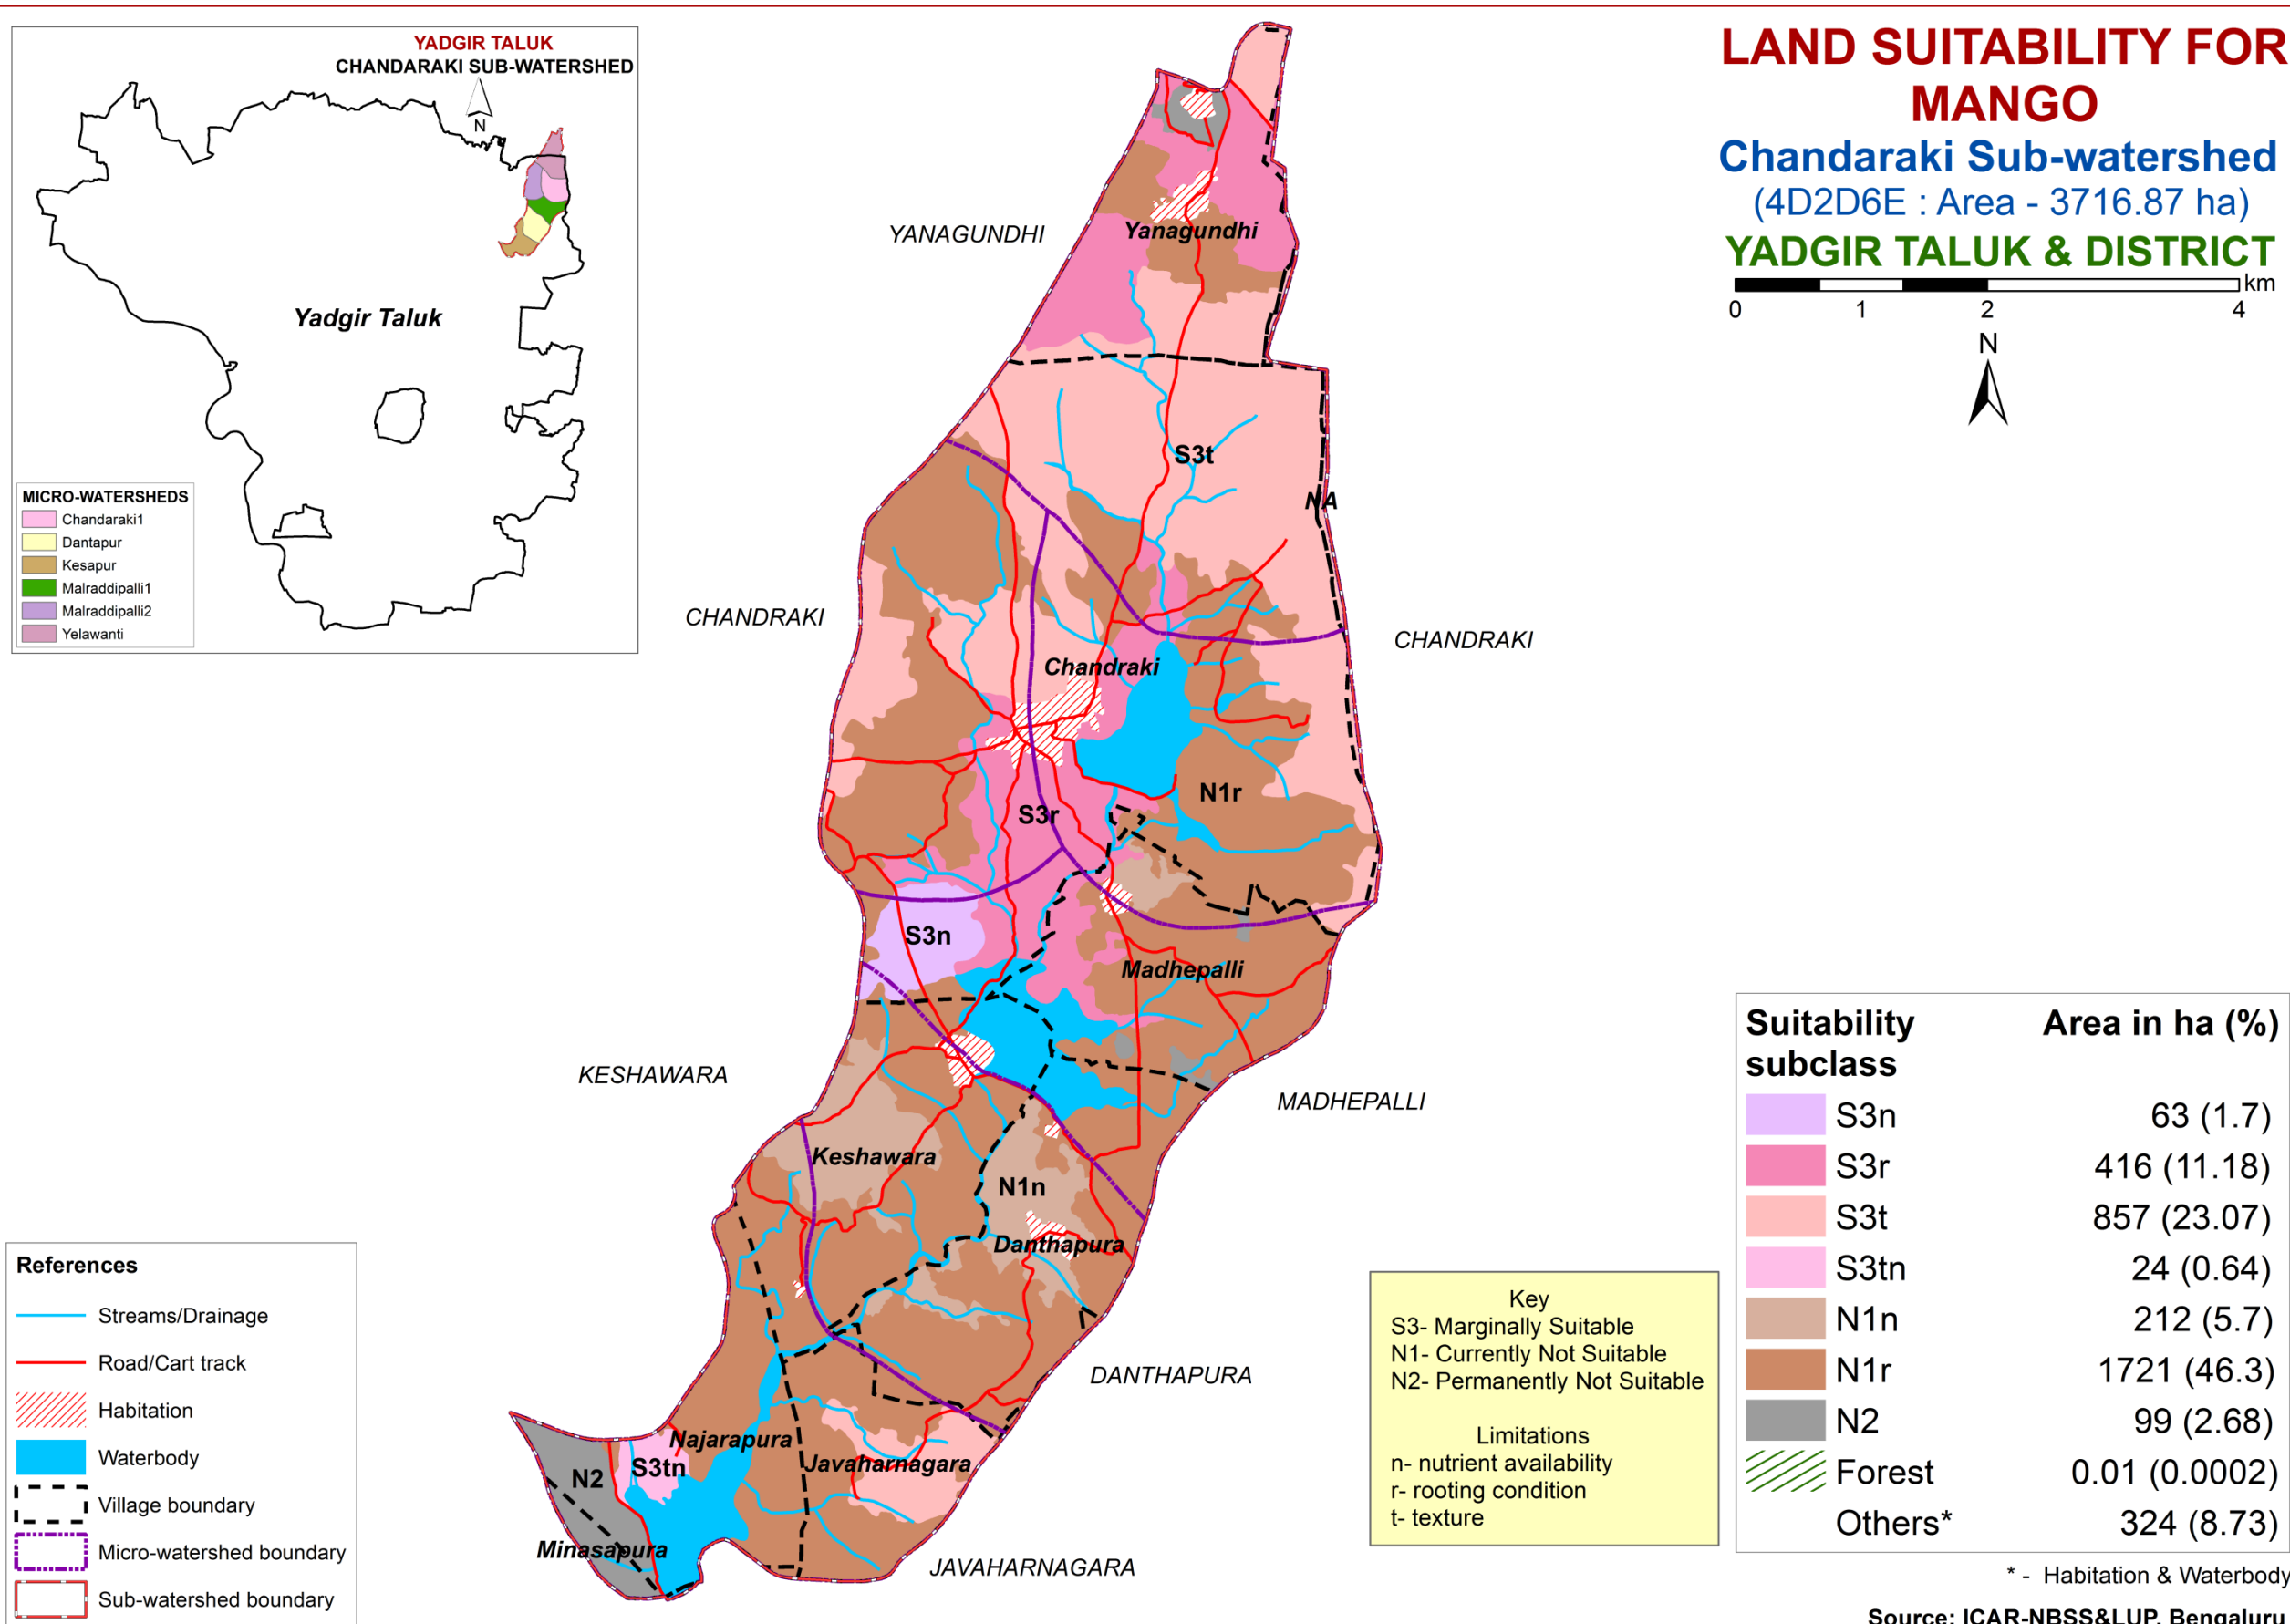 YADGIR TALUK
CHANDARAKI SUB-WATERSHED
N
Yadgir Taluk
MICRO-WATERSHEDS
Chandaraki1
Dantapur
Kesapur
Malraddipalli1
Malraddipalli2
Yelawanti
LAND SUITABILITY FOR
MANGO
Chandaraki Sub-watershed
(4D2D6E : Area - 3716.87 ha)
YADGIR TALUK & DISTRICT
km
0 1 2 4
N
YANAGUNDHI
Yanagundhi
S3t
NA
CHANDRAKI
CHANDRAKI
Chandraki
N1r
S3r
S3n
Madhepalli
KESHAWARA
MADHEPALLI
Keshawara
N1n
Danthapura
DANTHAPURA
Najarapura
Javaharnagara
S3tn
N2
Minasapura
JAVAHARNAGARA
References
Streams/Drainage
Road/Cart track
Habitation
Waterbody
Village boundary
Micro-watershed boundary
Sub-watershed boundary
Key
S3- Marginally Suitable
N1- Currently Not Suitable
N2- Permanently Not Suitable
Limitations
n- nutrient availability
r- rooting condition
t- texture
Suitability Area in ha (%)
subclass
S3n 63 (1.7)
S3r 416 (11.18)
S3t 857 (23.07)
S3tn 24 (0.64)
N1n 212 (5.7)
N1r 1721 (46.3)
N2 99 (2.68)
Forest 0.01 (0.0002)
Others* 324 (8.73)
* - Habitation & Waterbody
Source: ICAR-NBSS&LUP, Bengaluru